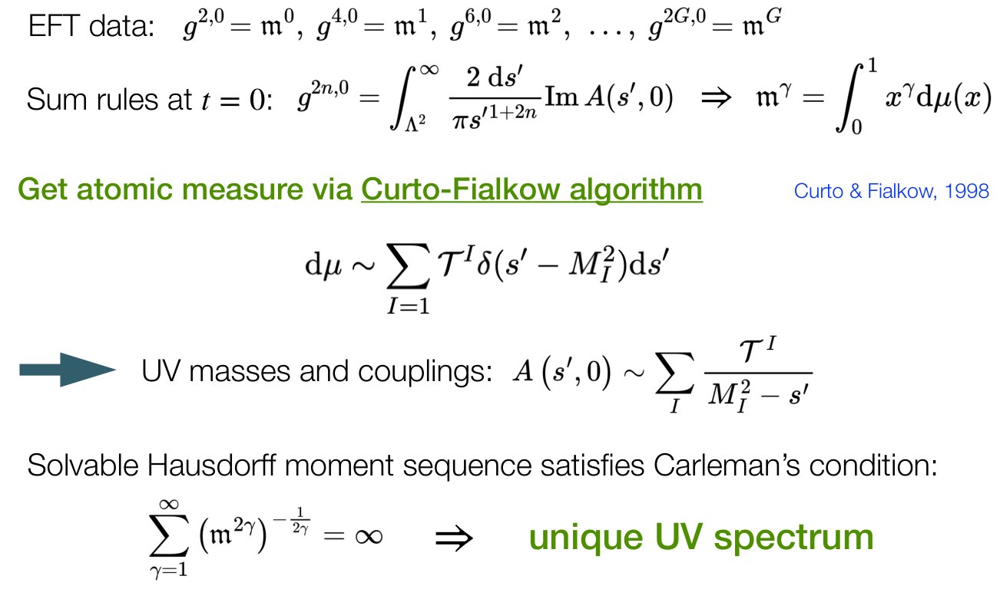 EFT data: $g^{2,0} = \mathfrak{m}^0,\ g^{4,0} = \mathfrak{m}^1,\ g^{6,0} = \mathfrak{m}^2,\ \ldots,\ g^{2G,0} = \mathfrak{m}^G$
Sum rules at $t = 0$: $g^{2n,0} = \int_{\Lambda^2}^{\infty} \frac{2\,\mathrm{d}s'}{\pi s'^{1+2n}} \mathrm{Im}\, A(s', 0) \Rightarrow \mathfrak{m}^\gamma = \int_0^1 x^\gamma \mathrm{d}\mu(x)$
Get atomic measure via Curto-Fialkow algorithm
Curto & Fialkow, 1998
$\mathrm{d}\mu \sim \sum_{I=1} \mathcal{T}^I \delta(s' - M_I^2)\mathrm{d}s'$
UV masses and couplings: $A\left(s', 0\right) \sim \sum_I \frac{\mathcal{T}^I}{M_I^2 - s'}$
Solvable Hausdorff moment sequence satisfies Carleman’s condition:
$\sum_{\gamma=1}^{\infty} \left(\mathfrak{m}^{2\gamma}\right)^{-\frac{1}{2\gamma}} = \infty \Rightarrow$ unique UV spectrum